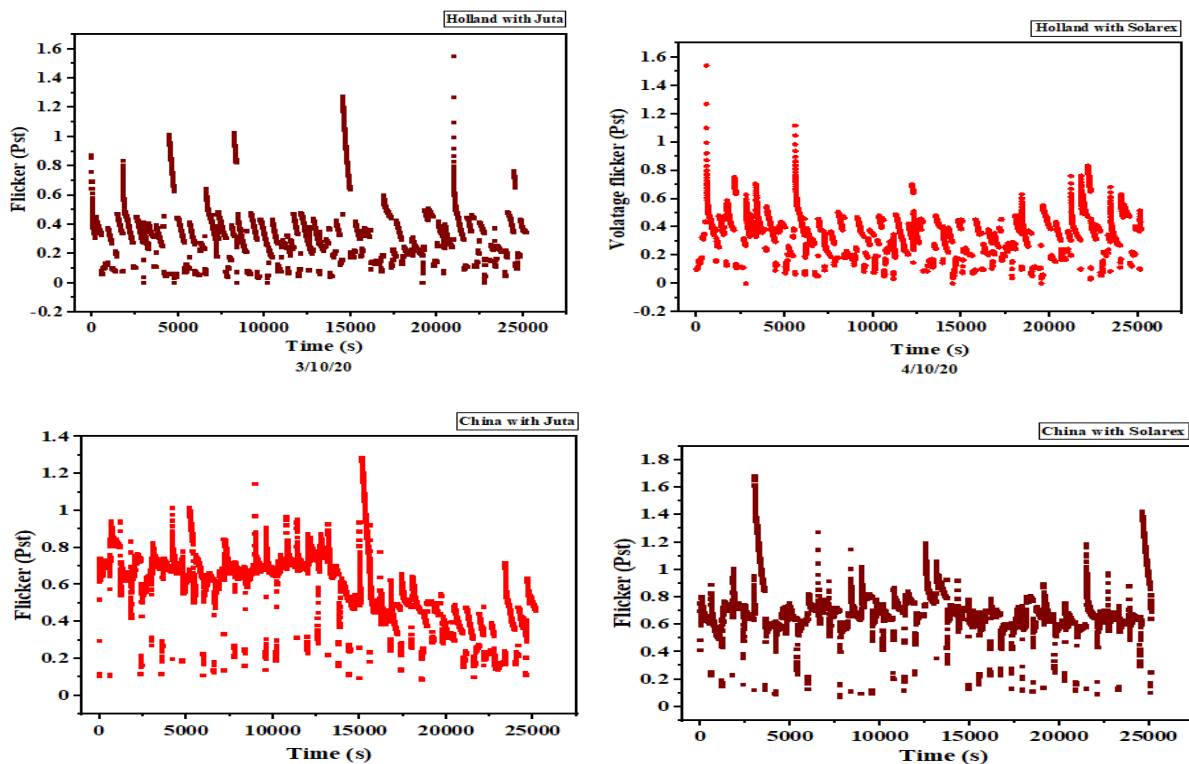 Holland with Juta
1.6
1.4
1.2
1
0.8
0.6
0.4
0.2
0
-0.2
Flicker (Pst)
0 5000 10000 15000 20000 25000
Time (s)
3/10/20
Holland with Solarex
1.6
1.4
1.2
1
0.8
0.6
0.4
0.2
0
-0.2
Volatage flicker (Pst)
0 5000 10000 15000 20000 25000
Time (s)
4/10/20
China with Juta
1.4
1.2
1
0.8
0.6
0.4
0.2
0
Flicker (Pst)
0 5000 10000 15000 20000 25000
Time (s)
China with Solarex
1.8
1.6
1.4
1.2
1
0.8
0.6
0.4
0.2
0
Flicker (Pst)
0 5000 10000 15000 20000 25000
Time (s)